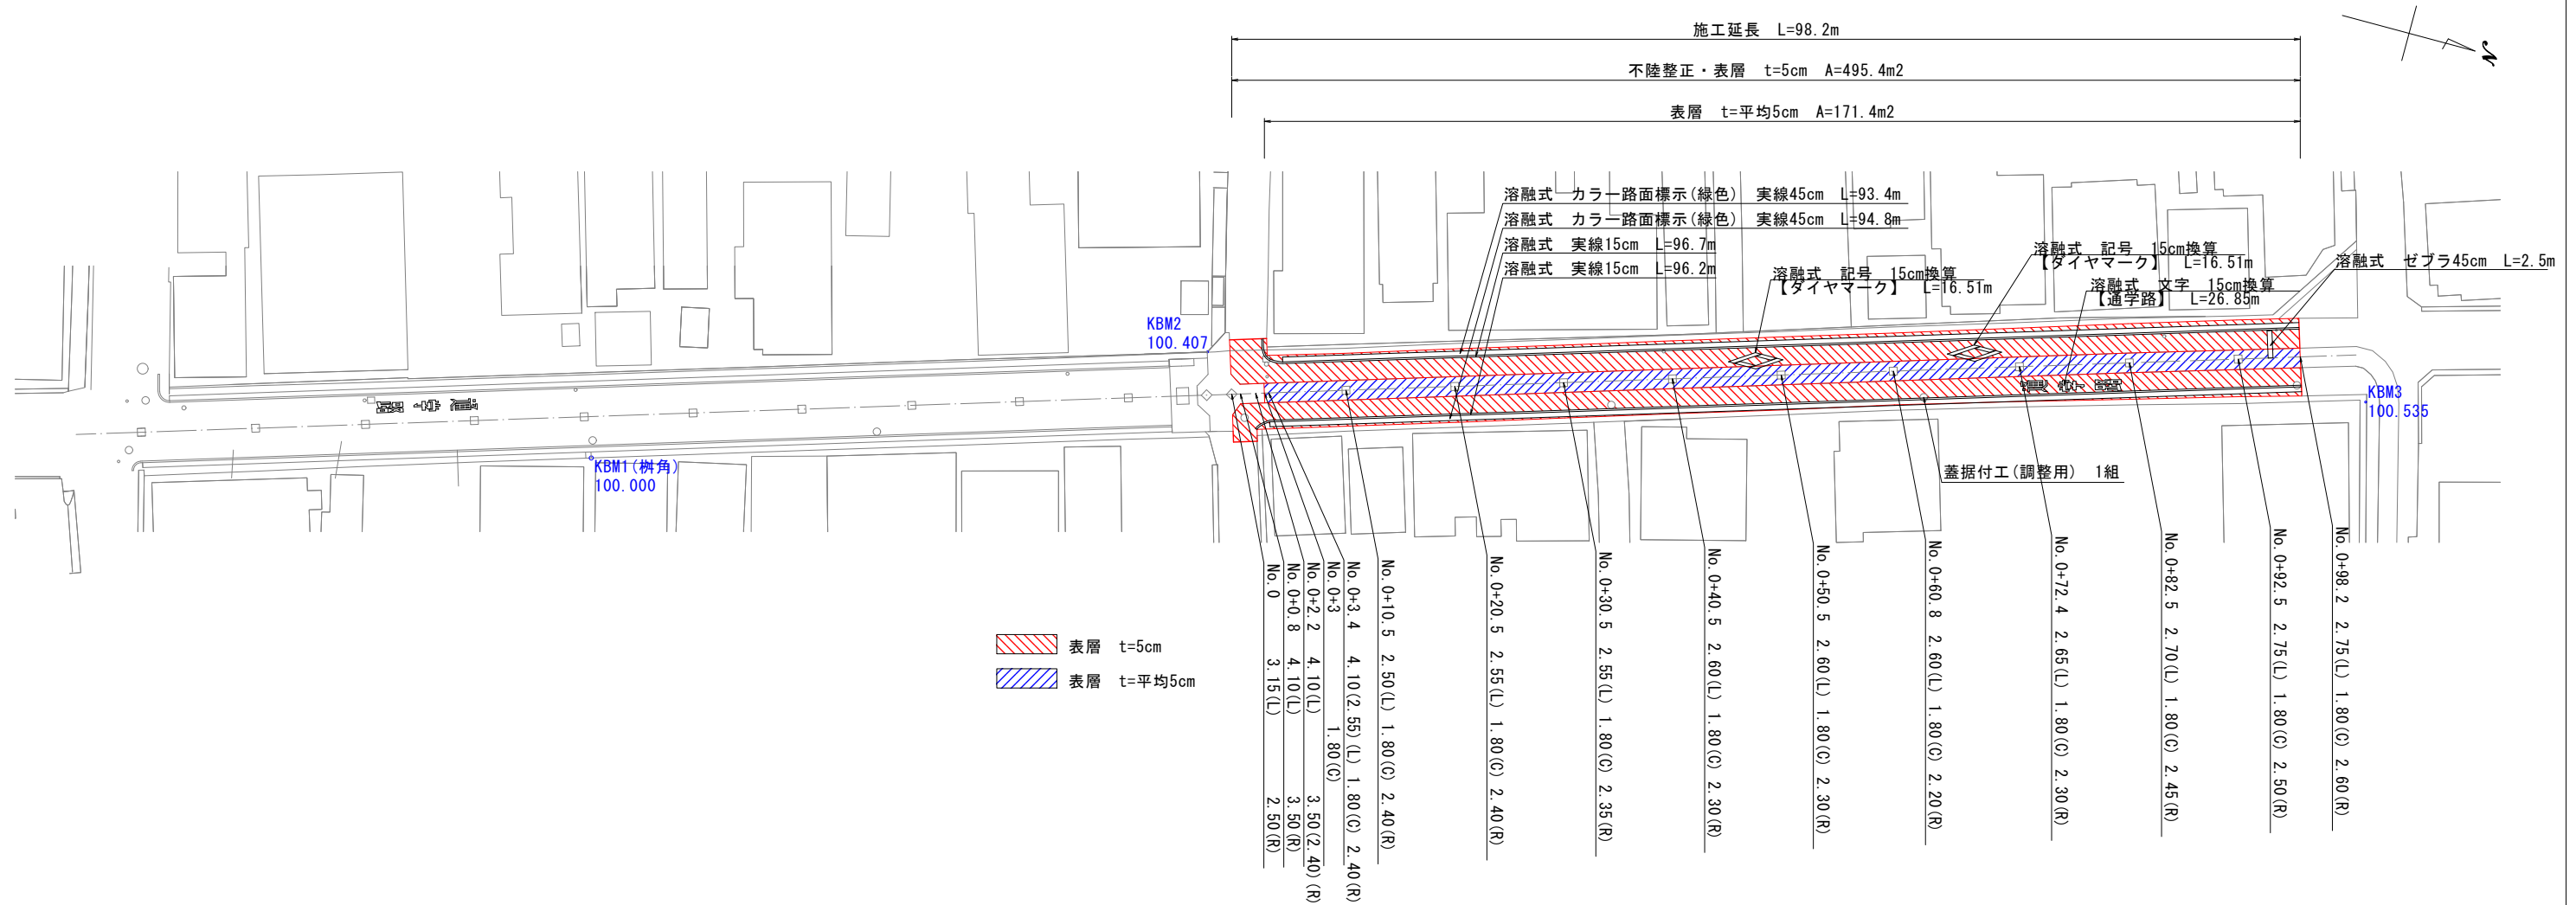 施工延長　L=98.2m
不陸整正・表層　t=5cm　A=495.4m2
表層　t=平均5cm　A=171.4m2
N
溶融式　カラー路面標示(緑色)　実線45cm　L=93.4m
溶融式　カラー路面標示(緑色)　実線45cm　L=94.8m
溶融式　実線15cm　L=96.7m
溶融式　実線15cm　L=96.2m
溶融式　記号　15cm換算
【ダイヤマーク】　L=16.51m
溶融式　記号　15cm換算
【ダイヤマーク】　L=16.51m
溶融式　文字　15cm換算
【通学路】　L=26.85m
溶融式　ゼブラ45cm　L=2.5m
KBM2
100.407
KBM3
100.535
KBM1(桝角)
100.000
通学路
通学路
蓋据付工(調整用)　1組
No.0　3.15(L)　2.50(R)
No.0+0.8　4.10(L)　3.50(R)
No.0+2.2　4.10(L)　3.50(2.40)(R)
No.0+3　1.80(C)
No.0+3.4　4.10(2.55)(L) 1.80(C) 2.40(R)
No.0+10.5　2.50(L) 1.80(C) 2.40(R)
No.0+20.5　2.55(L) 1.80(C) 2.40(R)
No.0+30.5　2.55(L) 1.80(C) 2.35(R)
No.0+40.5　2.60(L) 1.80(C) 2.30(R)
No.0+50.5　2.60(L) 1.80(C) 2.30(R)
No.0+60.8　2.60(L) 1.80(C) 2.20(R)
No.0+72.4　2.65(L) 1.80(C) 2.30(R)
No.0+82.5　2.70(L) 1.80(C) 2.45(R)
No.0+92.5　2.75(L) 1.80(C) 2.50(R)
No.0+98.2　2.75(L) 1.80(C) 2.60(R)
表層　t=5cm
表層　t=平均5cm